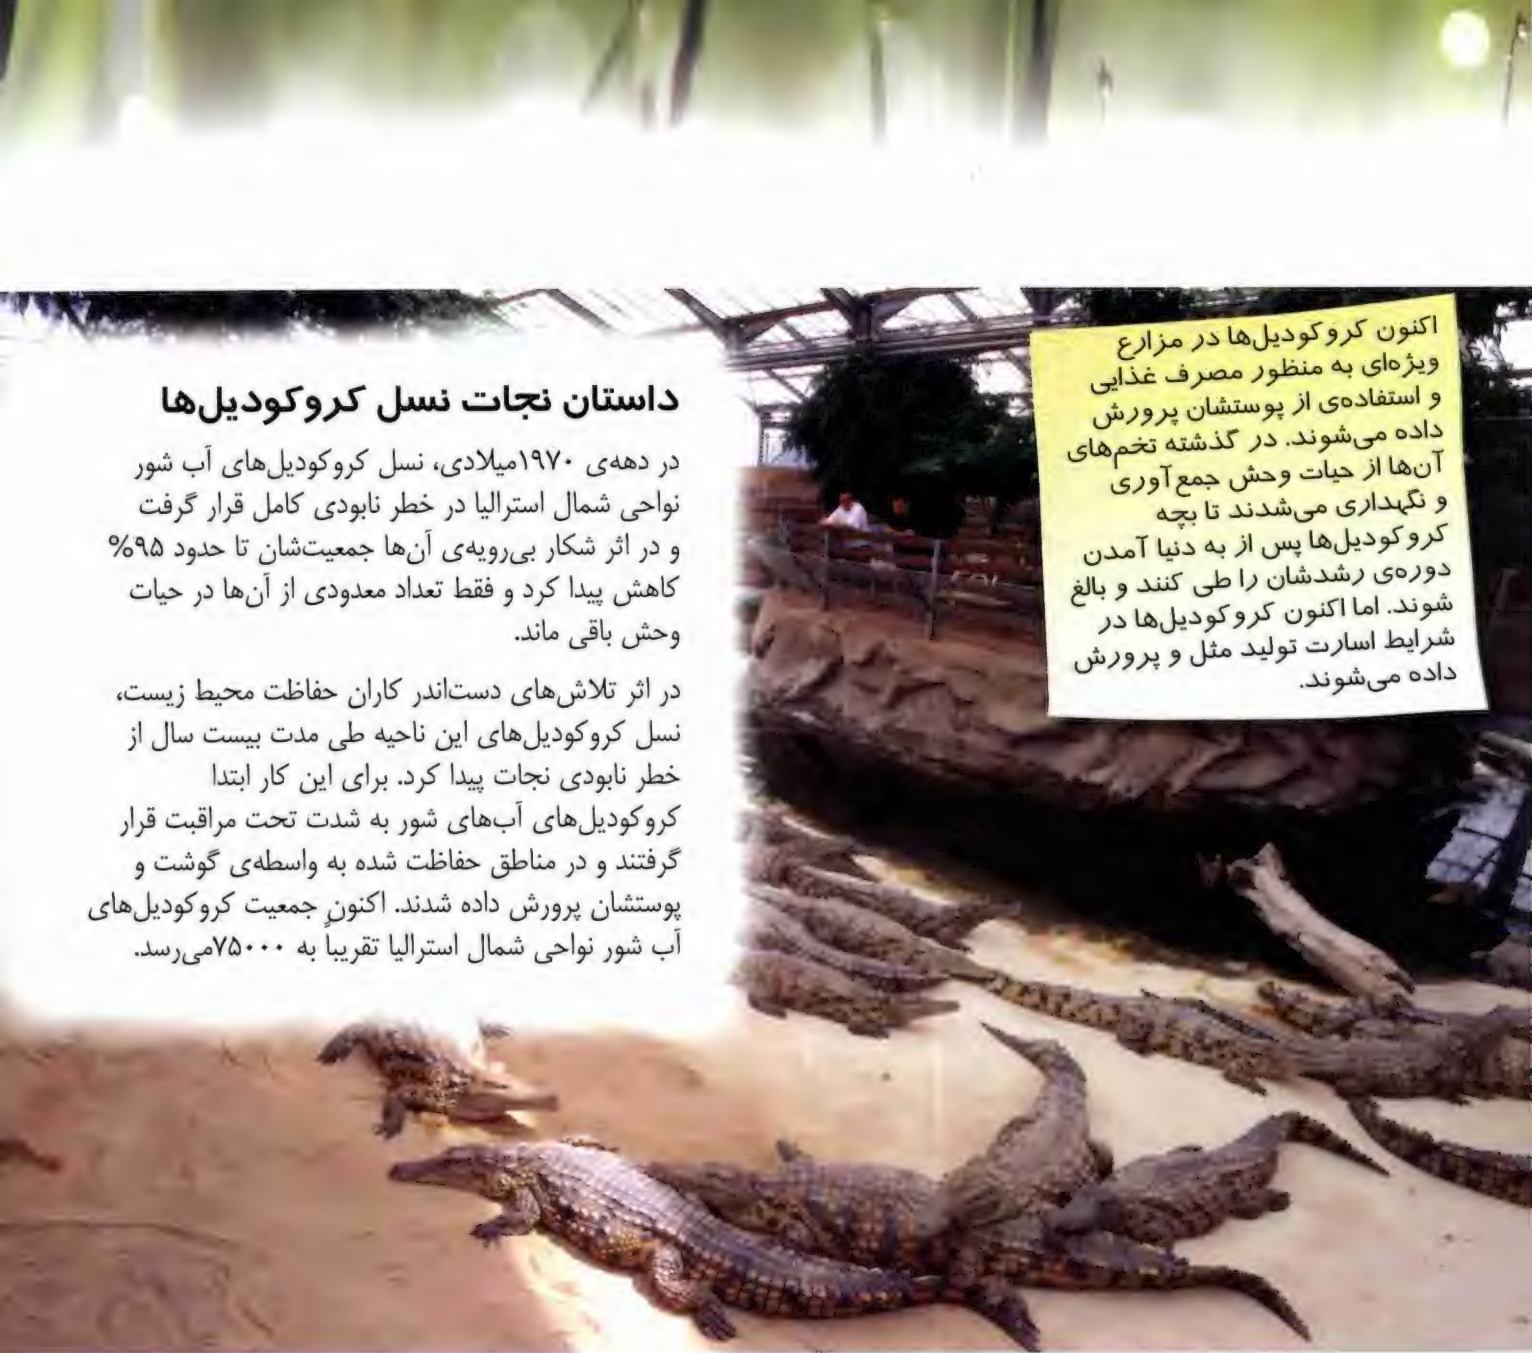 اکنون کروکودیل‌ها در مزارع
ویژه‌ای به منظور مصرف غذایی
و استفاده‌ی از پوستشان پرورش
داده می‌شوند. در گذشته تخم‌های
آن‌ها از حیات وحش جمع‌آوری
و نگهداری می‌شدند تا بچه
کروکودیل‌ها پس از به دنیا آمدن
دوره‌ی رشدشان را طی کنند و بالغ
شوند. اما اکنون کروکودیل‌ها در
شرایط اسارت تولید مثل و پرورش
داده می‌شوند.
داستان نجات نسل کروکودیل‌ها
در دهه‌ی ۱۹۷۰میلادی، نسل کروکودیل‌های آب شور
نواحی شمال استرالیا در خطر نابودی کامل قرار گرفت
و در اثر شکار بی‌رویه‌ی آن‌ها جمعیت‌شان تا حدود ۹۵%
کاهش پیدا کرد و فقط تعداد معدودی از آن‌ها در حیات
وحش باقی ماند.
در اثر تلاش‌های دست‌اندر کاران حفاظت محیط زیست،
نسل کروکودیل‌های این ناحیه طی مدت بیست سال از
خطر نابودی نجات پیدا کرد. برای این کار ابتدا
کروکودیل‌های آب‌های شور به شدت تحت مراقبت قرار
گرفتند و در مناطق حفاظت شده به واسطه‌ی گوشت و
پوستشان پرورش داده شدند. اکنون جمعیت کروکودیل‌های
آب شور نواحی شمال استرالیا تقریباً به ۷۵۰۰۰می‌رسد.